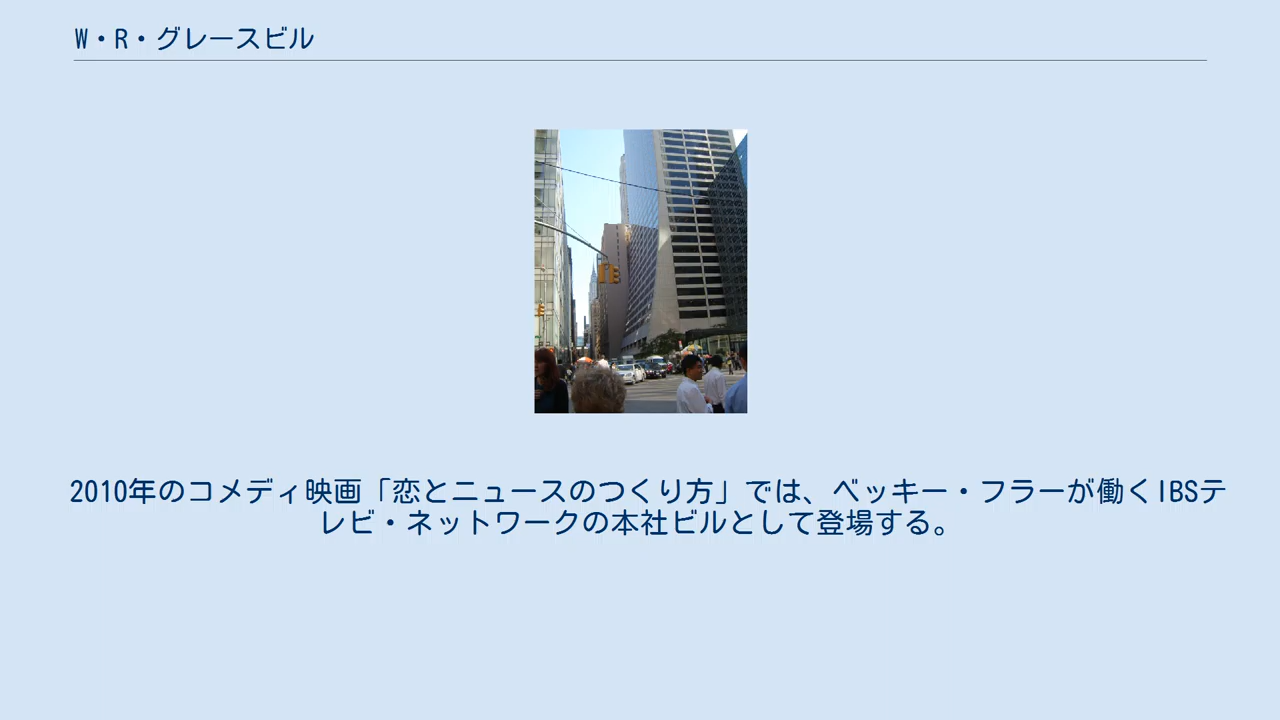 W・R・グレースビル
2010年のコメディ映画「恋とニュースのつくり方」では、ベッキー・フラーが働くIBSテ
レビ・ネットワークの本社ビルとして登場する。